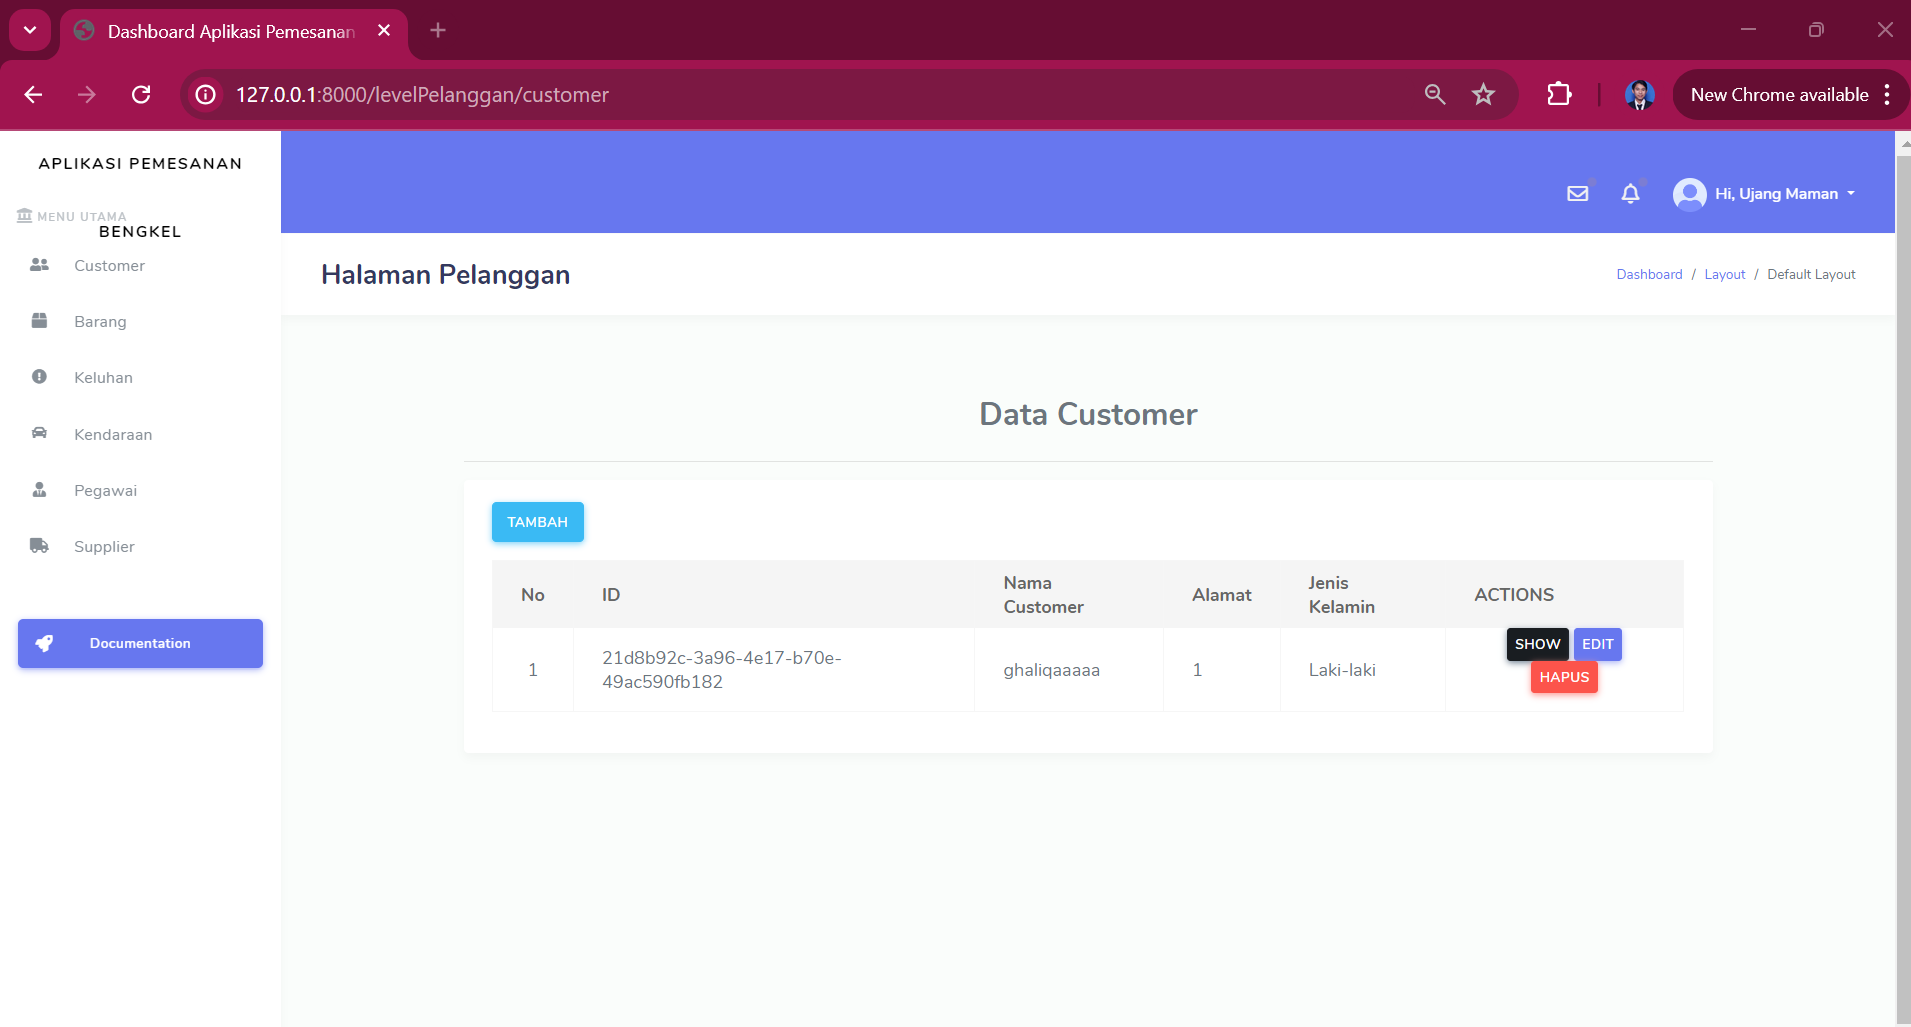 Dashboard Aplikasi Pemesanan
127.0.0.1:8000/levelPelanggan/customer
New Chrome available
APLIKASI PEMESANAN
MENU UTAMA
BENGKEL
Customer
Barang
Keluhan
Kendaraan
Pegawai
Supplier
Documentation
Hi, Ujang Maman
Halaman Pelanggan
Dashboard / Layout / Default Layout
Data Customer
TAMBAH
No ID Nama Customer Alamat Jenis Kelamin ACTIONS
1 21d8b92c-3a96-4e17-b70e-49ac590fb182 ghaliqaaaaa 1 Laki-laki SHOW EDIT
HAPUS